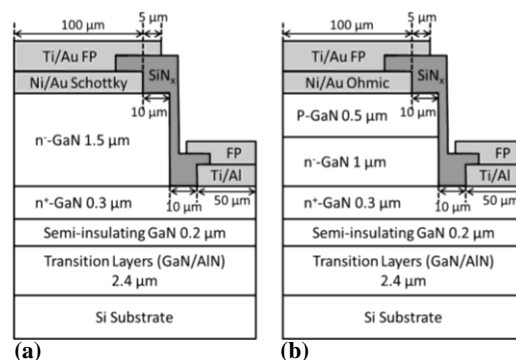 5 µm
100 µm
Ti/Au FP
SiNx
Ni/Au Schottky
10 µm
n⁻-GaN 1.5 µm
FP
Ti/Al
n⁺-GaN 0.3 µm
10 µm
50 µm
Semi-insulating GaN 0.2 µm
Transition Layers (GaN/AlN)
2.4 µm
Si Substrate
(a)
5 µm
100 µm
Ti/Au FP
SiNx
Ni/Au Ohmic
10 µm
P-GaN 0.5 µm
n⁻-GaN 1 µm
FP
Ti/Al
n⁺-GaN 0.3 µm
10 µm
50 µm
Semi-insulating GaN 0.2 µm
Transition Layers (GaN/AlN)
2.4 µm
Si Substrate
(b)